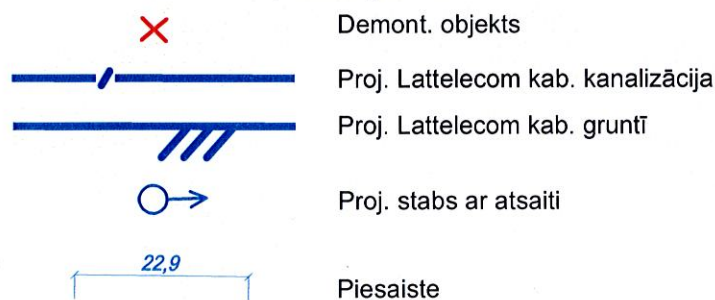 Demont. objekts
Proj. Lattelecom kab. kanalizācija
Proj. Lattelecom kab. gruntī
Proj. stabs ar atsaiti
22,9
Piesaiste